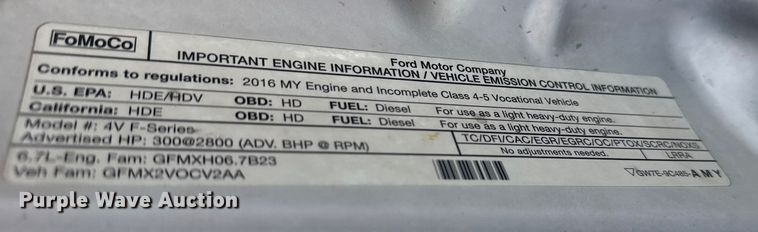 FoMoCo
Ford Motor Company
IMPORTANT ENGINE INFORMATION / VEHICLE EMISSION CONTROL INFORMATION
Conforms to regulations: 2016 MY Engine and Incomplete Class 4-5 Vocational Vehicle
U.S. EPA: HDE/HDV OBD: HD FUEL: Diesel For use as a light heavy-duty engine.
California: HDE OBD: HD FUEL: Diesel For use as a light heavy-duty engine.
Model #: 4V F-Series
Advertised HP: 300@2800 (ADV. BHP @ RPM) TC/DFI/CAC/EGR/EGRC/OC/PTOX/SCRC/NOXS
No adjustments needed. LRRA
6.7L-Eng. Fam: GFMXH06.7B23
Veh Fam: GFMX2VOCV2AA
GW7E-9C485-AMY
Purple Wave Auction